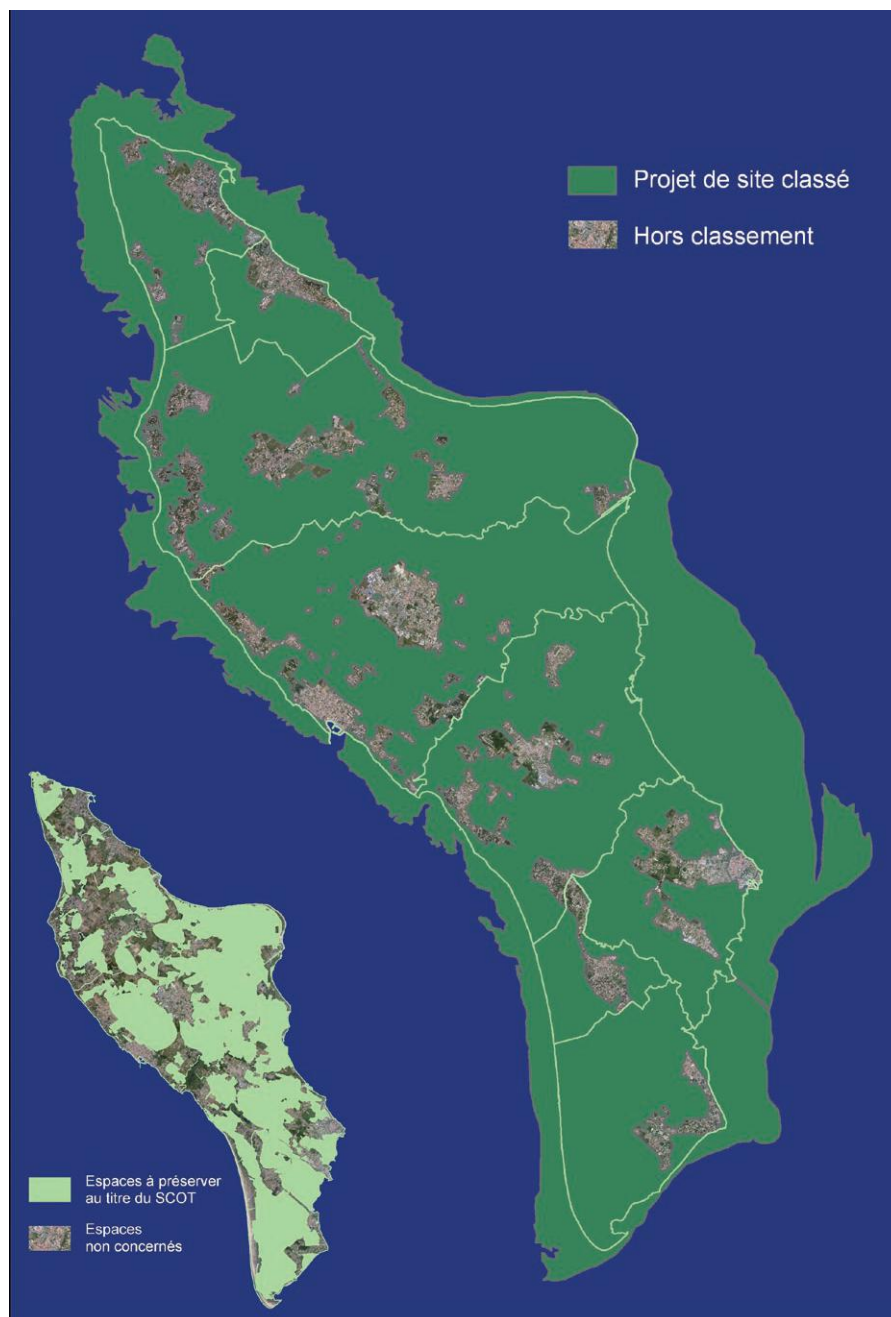 Projet de site classé
Hors classement
Espaces à préserver
au titre du SCOT
Espaces
non concernés